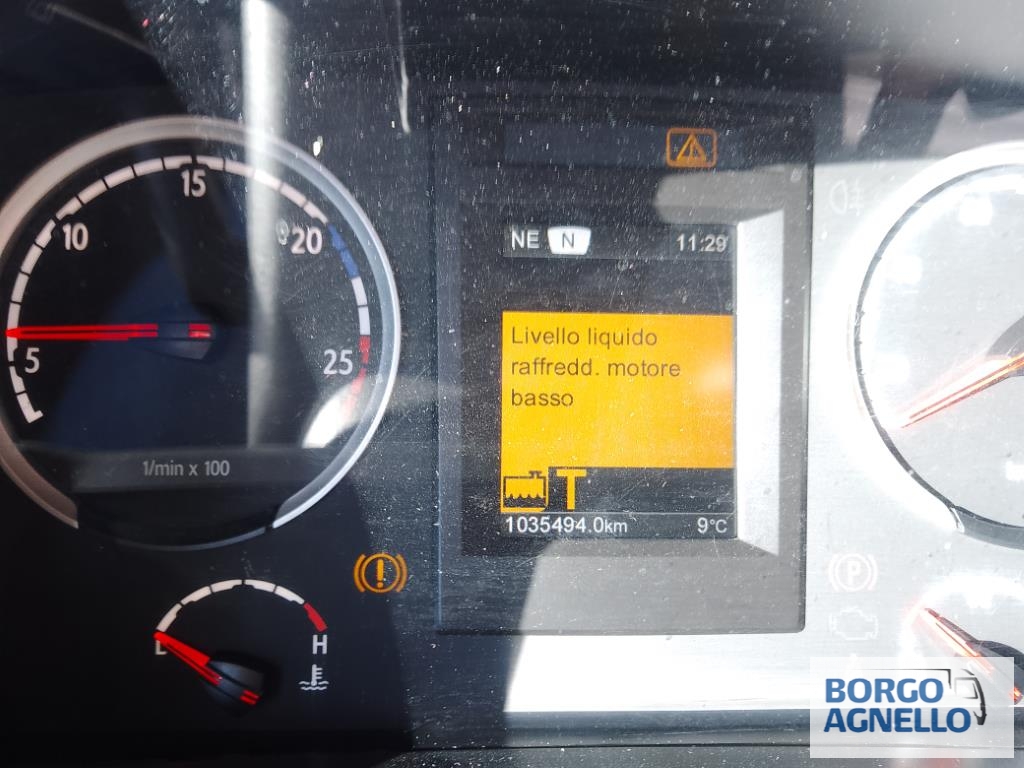 15
10
20
5
25
1/min x 100
NE N 11:29
Livello liquido
raffredd. motore
basso
T
1035494.0km 9°C
L H
P
BORGO
AGNELLO